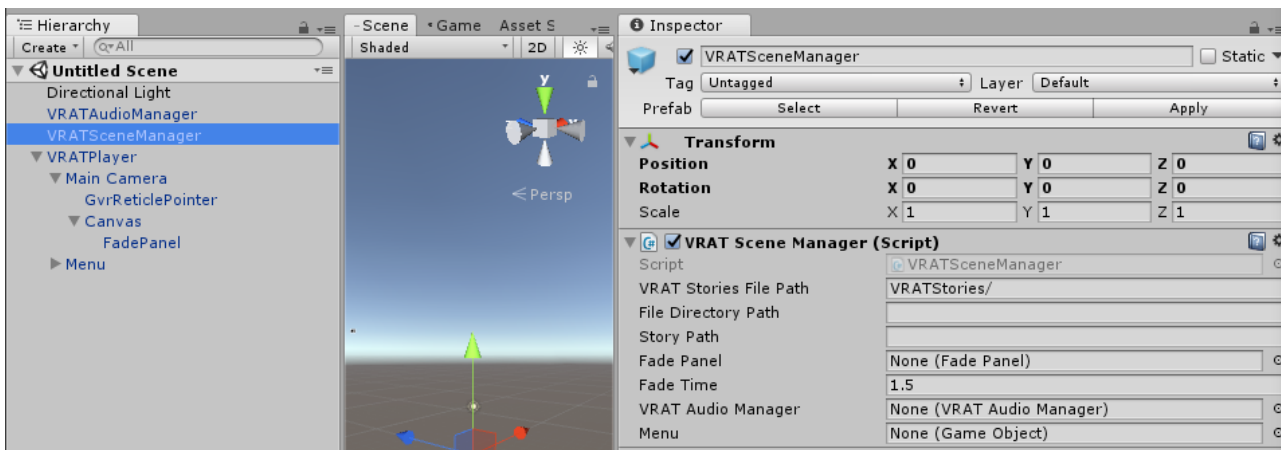 Hierarchy
Create
All
Untitled Scene
Directional Light
VRATAudioManager
VRATSceneManager
VRATPlayer
Main Camera
GvrReticlePointer
Canvas
FadePanel
Menu
Scene Game Asset S
Shaded 2D
y
Persp
Inspector
VRATSceneManager Static
Tag Untagged Layer Default
Prefab Select Revert Apply
Transform
Position X 0 Y 0 Z 0
Rotation X 0 Y 0 Z 0
Scale X 1 Y 1 Z 1
VRAT Scene Manager (Script)
Script VRATSceneManager
VRAT Stories File Path VRATStories/
File Directory Path
Story Path
Fade Panel None (Fade Panel)
Fade Time 1.5
VRAT Audio Manager None (VRAT Audio Manager)
Menu None (Game Object)